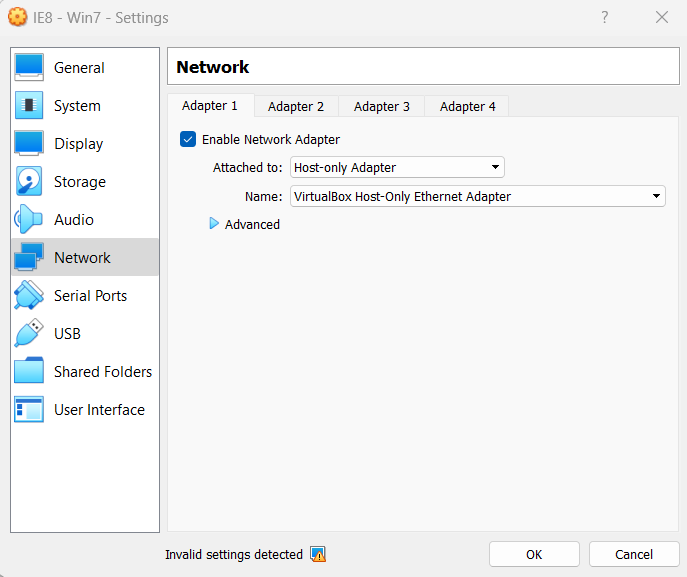 IE8 - Win7 - Settings
?
General
System
Display
Storage
Audio
Network
Serial Ports
USB
Shared Folders
User Interface
Network
Adapter 1
Adapter 2
Adapter 3
Adapter 4
Enable Network Adapter
Attached to: Host-only Adapter
Name: VirtualBox Host-Only Ethernet Adapter
Advanced
Invalid settings detected
OK
Cancel